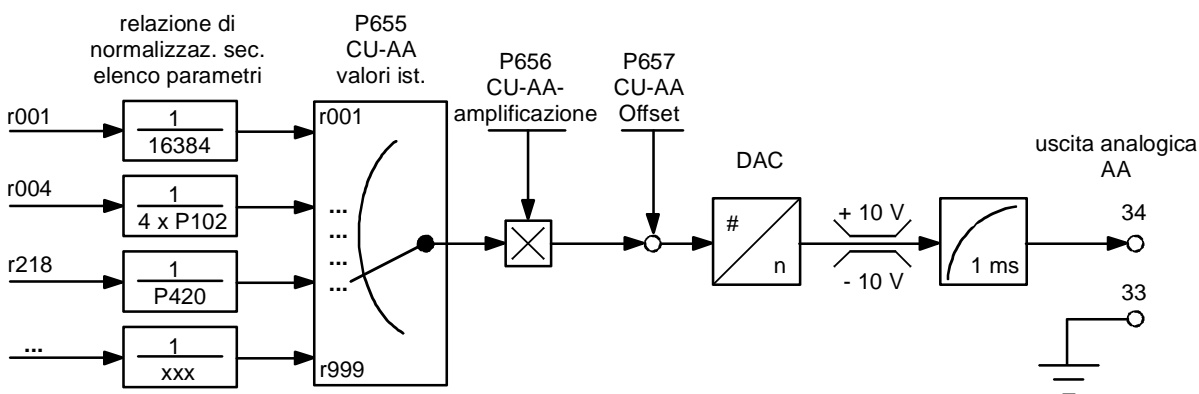 relazione di
normalizzaz. sec.
elenco parametri
P655
CU-AA
valori ist.
P656
CU-AA-
amplificazione
P657
CU-AA
Offset
DAC
uscita analogica
AA
r001
1
16384
r001
r004
1
4 x P102
...
...
...
...
r218
1
P420
...
1
xxx
r999
#
n
+ 10 V
- 10 V
1 ms
34
33